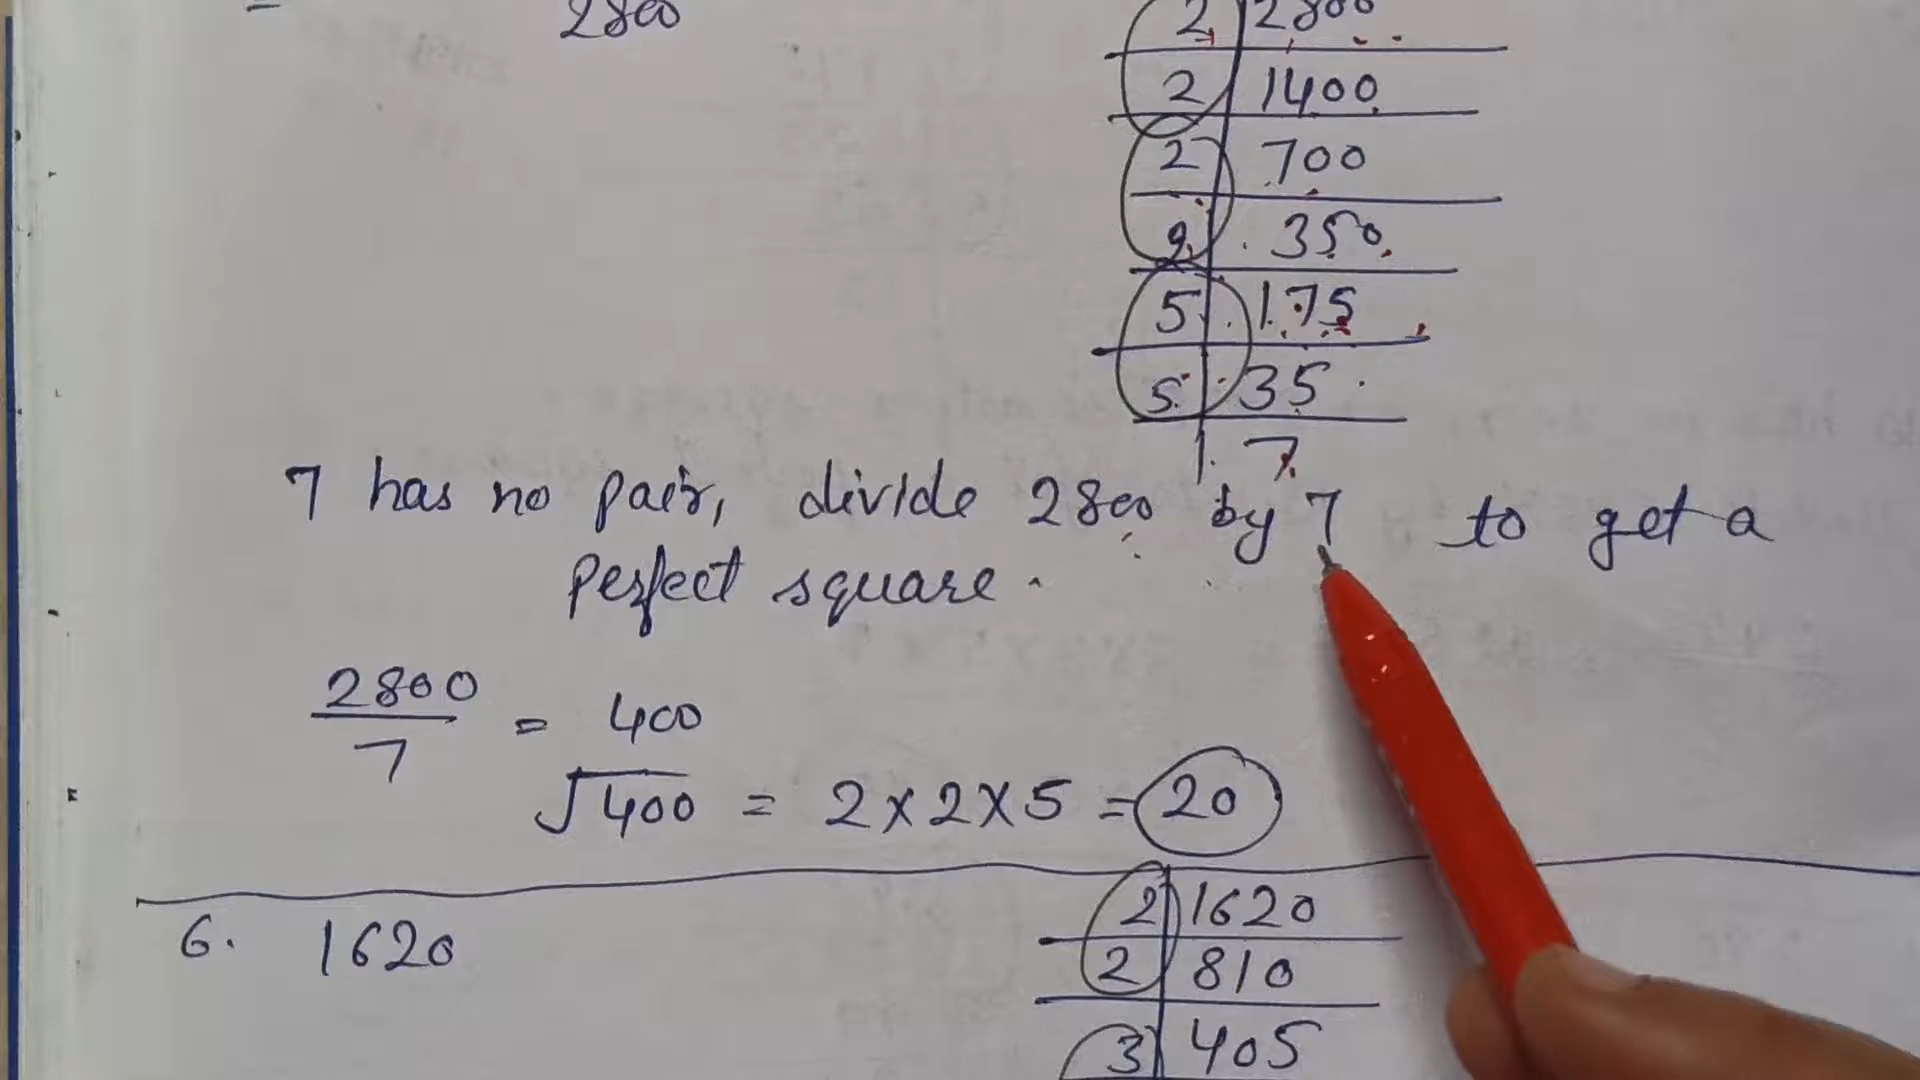 2800
2 | 2800
2 | 1400
2 | 700
2 | 350
5 | 175
5 | 35
7
7 has no pair, divide 2800 by 7 to get a
perfect square.
2800/7 = 400
√400 = 2×2×5 = 20
6. 1620
2 | 1620
2 | 810
3 | 405